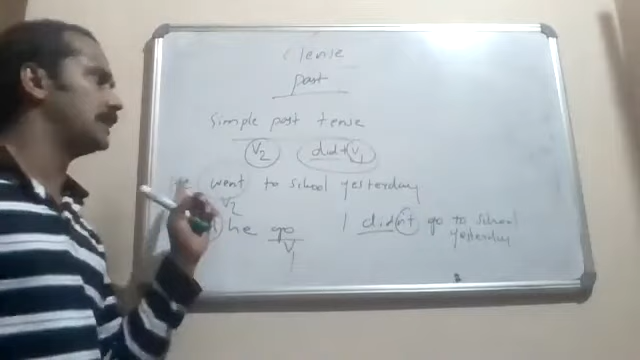 Tense
Past
Simple past tense
V2 did + V1
He went to school yesterday
V2
he go I didn't go to school
V1 yesterday